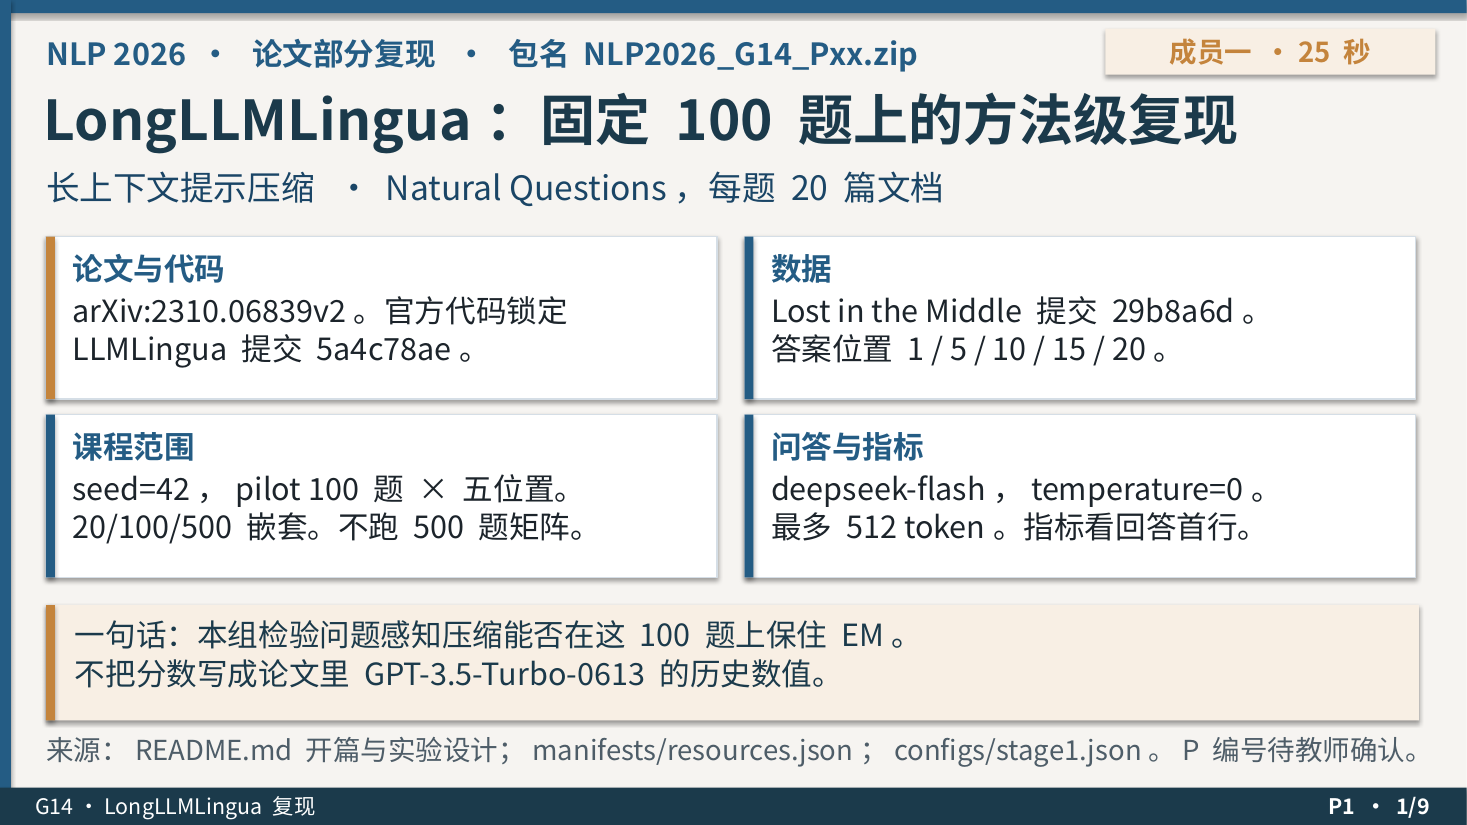 NLP 2026 · 论文部分复现 · 包名 NLP2026_G14_Pxx.zip
成员一 · 25 秒
LongLLMLingua：固定 100 题上的方法级复现
长上下文提示压缩 · Natural Questions，每题 20 篇文档
论文与代码
arXiv:2310.06839v2。官方代码锁定
LLMLingua 提交 5a4c78ae。
数据
Lost in the Middle 提交 29b8a6d。
答案位置 1 / 5 / 10 / 15 / 20。
课程范围
seed=42，pilot 100 题 × 五位置。
20/100/500 嵌套。不跑 500 题矩阵。
问答与指标
deepseek-flash，temperature=0。
最多 512 token。指标看回答首行。
一句话：本组检验问题感知压缩能否在这 100 题上保住 EM。
不把分数写成论文里 GPT-3.5-Turbo-0613 的历史数值。
来源：README.md 开篇与实验设计；manifests/resources.json；configs/stage1.json。P 编号待教师确认。
G14 · LongLLMLingua 复现
P1 · 1/9